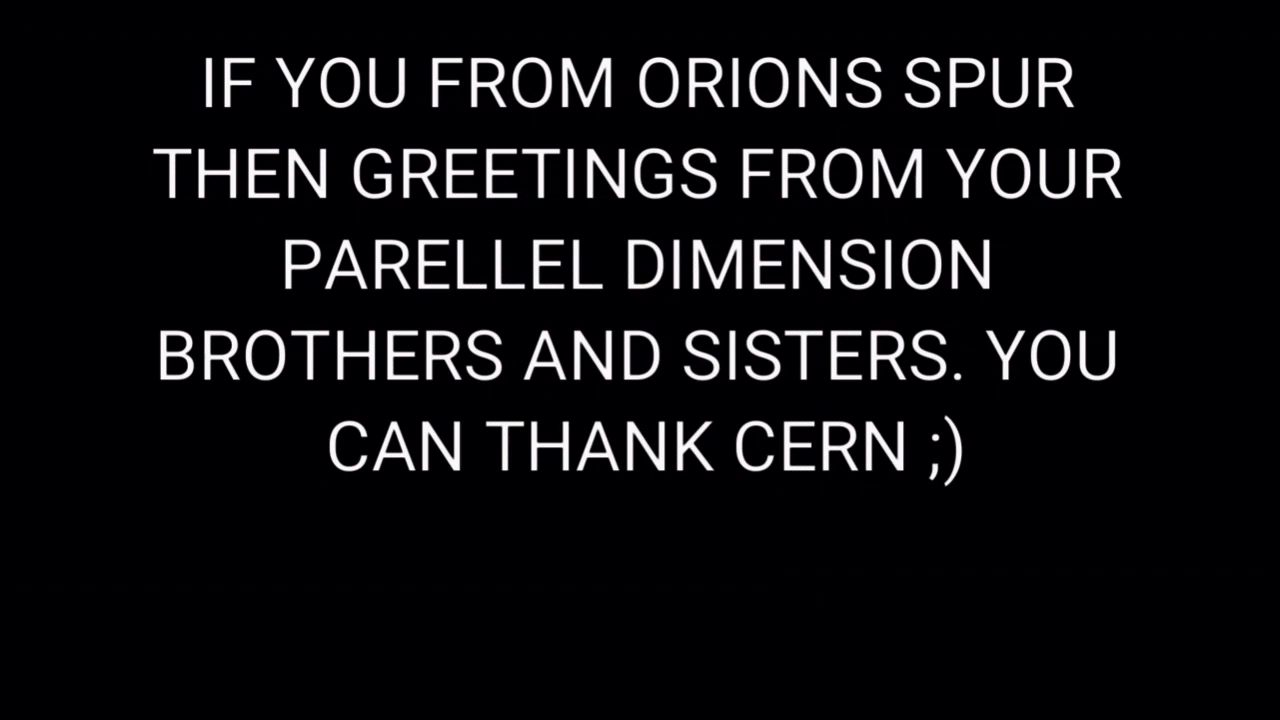 IF YOU FROM ORIONS SPUR
THEN GREETINGS FROM YOUR
PARELLEL DIMENSION
BROTHERS AND SISTERS. YOU
CAN THANK CERN ;)